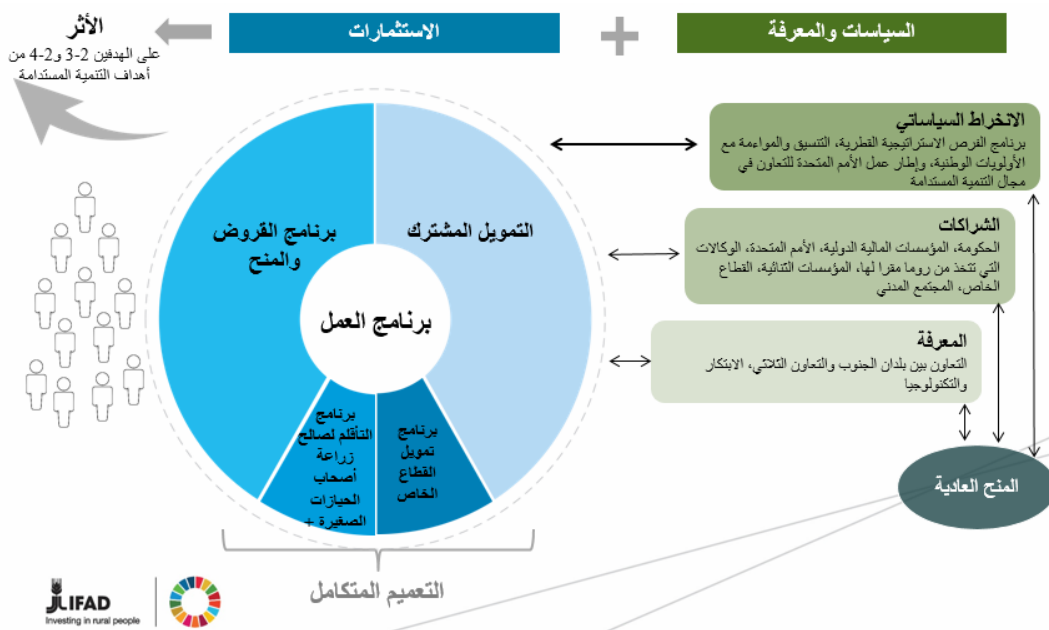 السياسات والمعرفة
+
الاستثمارات
الأثر
على الهدفين 2-3 و2-4 من
أهداف التنمية المستدامة
الانخراط السياساتي
برنامج الفرص الاستراتيجية القطرية، التنسيق والمواءمة مع
الأولويات الوطنية، وإطار عمل الأمم المتحدة للتعاون في
مجال التنمية المستدامة
الشراكات
الحكومة، المؤسسات المالية الدولية، الأمم المتحدة، الوكالات
التي تتخذ من روما مقرا لها، المؤسسات الثنائية، القطاع
الخاص، المجتمع المدني
المعرفة
التعاون بين بلدان الجنوب والتعاون الثلاثي، الابتكار
والتكنولوجيا
المنح العادية
التمويل المشترك
برنامج القروض
والمنح
برنامج العمل
برنامج
تمويل
القطاع
الخاص
برنامج
التأقلم لصالح
زراعة
أصحاب
الحيازات
الصغيرة +
التعميم المتكامل
JLIFAD
Investing in rural people